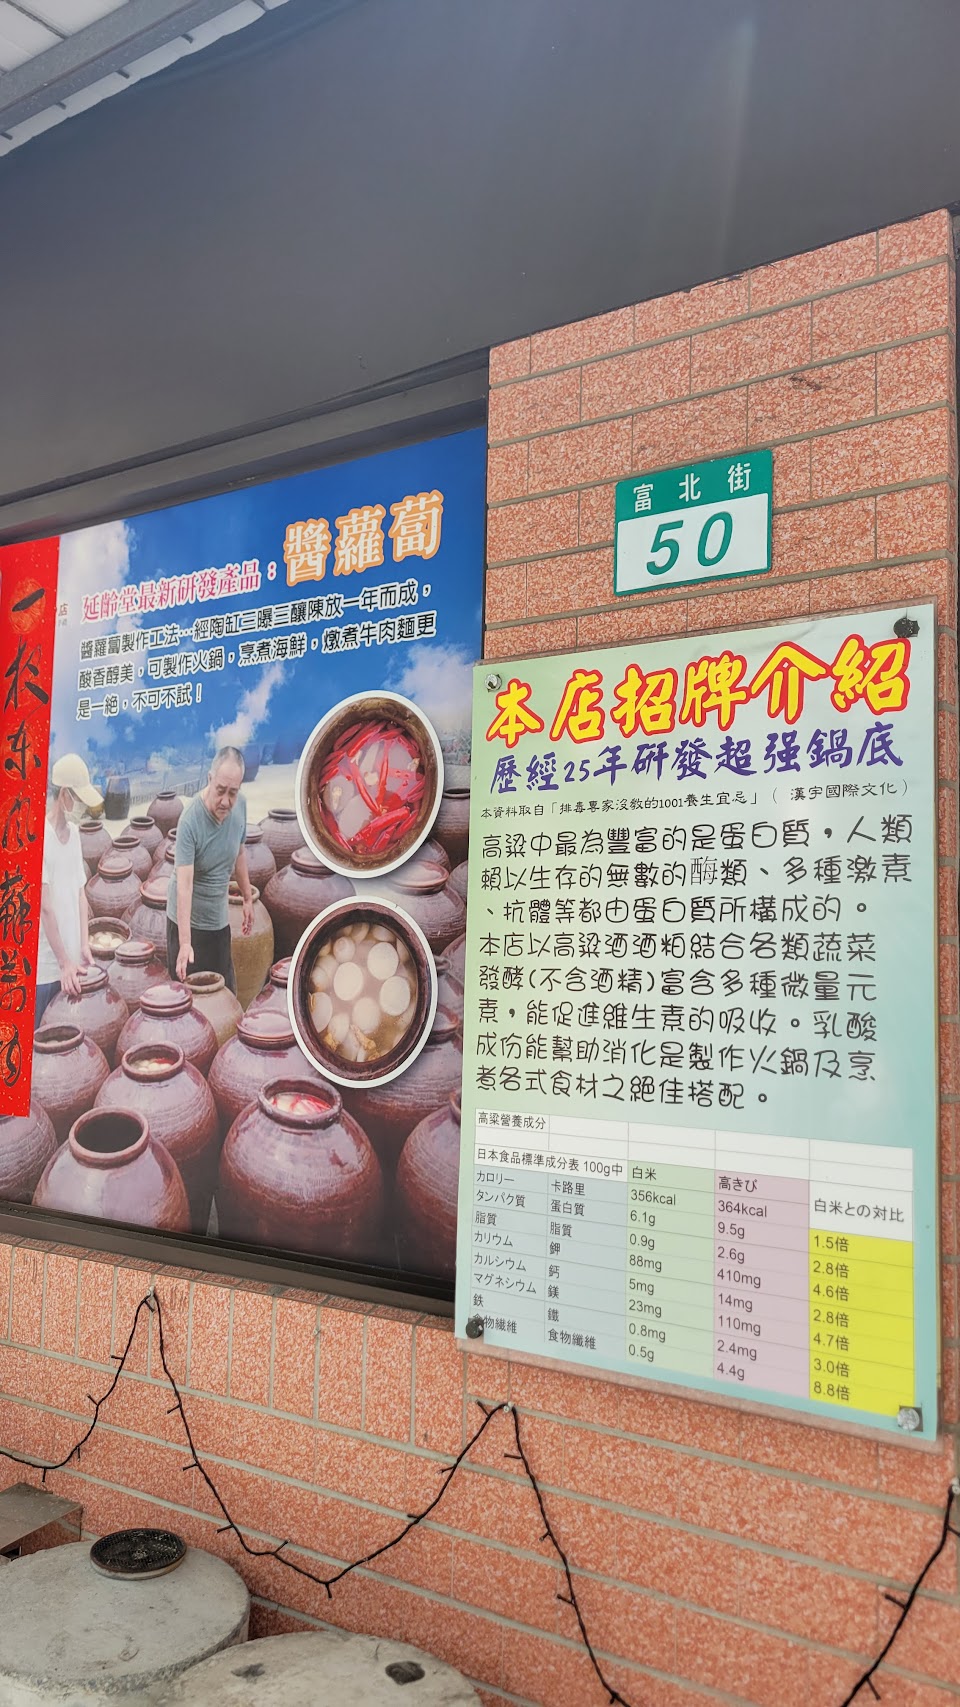 富北街
50
店
延齡堂最新研發產品：醬蘿蔔
醬蘿蔔製作工法…經陶缸三曝三釀陳放一年而成，
酸香醇美，可製作火鍋，烹煮海鮮，燉煮牛肉麵更
是一絕，不可不試！
本店招牌介紹
歷經25年研發超强鍋底
本資料取自「排毒專家沒教的1001養生宜忌」（漢宇國際文化）
高粱中最為豐富的是蛋白質，人類
賴以生存的無數的酶類、多種激素
、抗體等都由蛋白質所構成的。
本店以高粱酒酒粕結合各類蔬菜
發酵(不含酒精)富含多種微量元
素，能促進維生素的吸收。乳酸
成份能幫助消化是製作火鍋及烹
煮各式食材之絕佳搭配。
高粱營養成分
日本食品標準成分表 100g中 白米 高きび 白米との対比
カロリー 卡路里 356kcal 364kcal
タンパク質 蛋白質 6.1g 9.5g 1.5倍
脂質 脂質 0.9g 2.6g 2.8倍
カリウム 鉀 88mg 410mg 4.6倍
カルシウム 鈣 5mg 14mg 2.8倍
マグネシウム 鎂 23mg 110mg 4.7倍
鉄 鐵 0.8mg 2.4mg 3.0倍
食物繊維 食物纖維 0.5g 4.4g 8.8倍